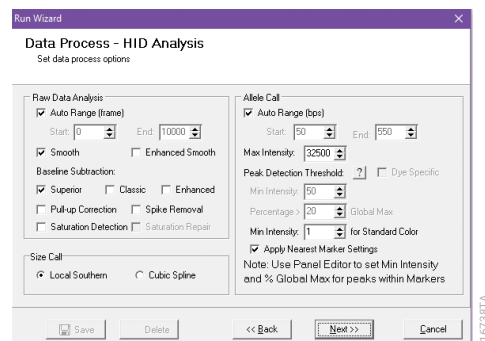 Run Wizard
Data Process - HID Analysis
Set data process options
Raw Data Analysis
Auto Range (frame)
Start: 0 End: 10000
Smooth Enhanced Smooth
Baseline Subtraction:
Superior Classic Enhanced
Pull-up Correction Spike Removal
Saturation Detection Saturation Repair
Size Call
Local Southern Cubic Spline
Allele Call
Auto Range (bps)
Start: 50 End: 550
Max Intensity: 32500
Peak Detection Threshold: ? Dye Specific
Min Intensity: 50
Percentage > 20 Global Max
Min Intensity: 1 for Standard Color
Apply Nearest Marker Settings
Note: Use Panel Editor to set Min Intensity
and % Global Max for peaks within Markers
Save Delete << Back Next >> Cancel
16738TA